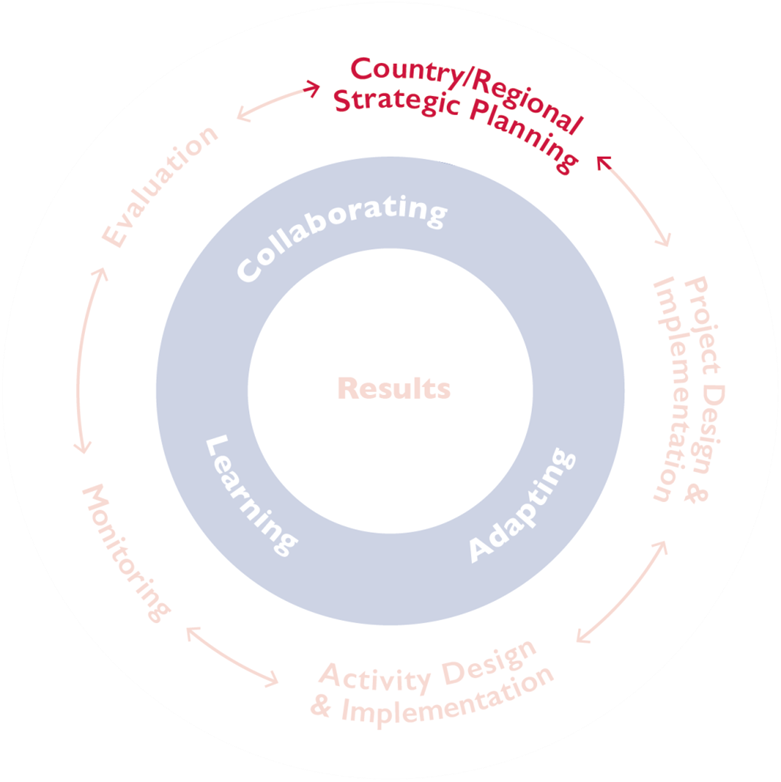 Country/Regional
Strategic Planning
Project Design &
Implementation
Activity Design
& Implementation
Monitoring
Evaluation
Collaborating
Adapting
Learning
Results